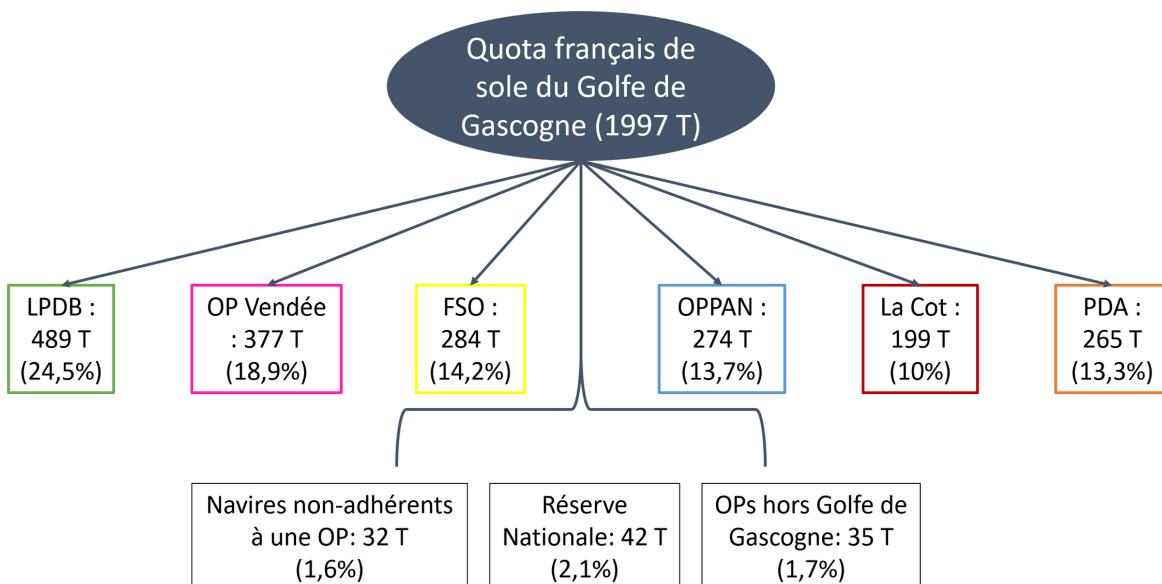 Quota français de
sole du Golfe de
Gascogne (1997 T)
LPDB :
489 T
(24,5%)
OP Vendée
: 377 T
(18,9%)
FSO :
284 T
(14,2%)
OPPAN :
274 T
(13,7%)
La Cot :
199 T
(10%)
PDA :
265 T
(13,3%)
Navires non-adhérents
à une OP: 32 T
(1,6%)
Réserve
Nationale: 42 T
(2,1%)
OPs hors Golfe de
Gascogne: 35 T
(1,7%)